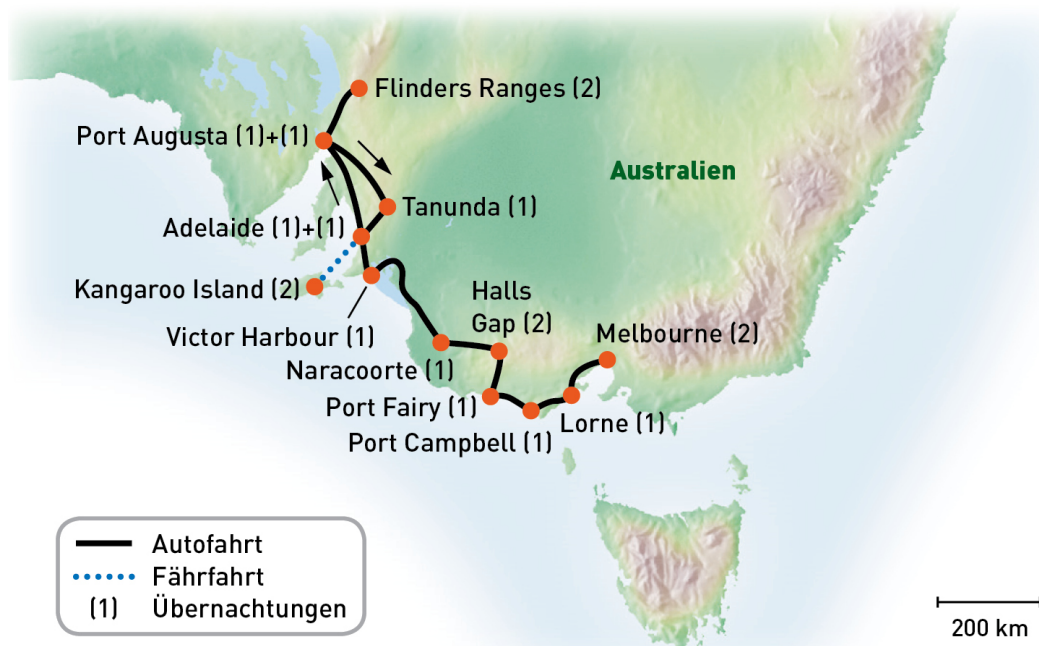 Flinders Ranges (2)
Port Augusta (1)+(1)
Australien
Tanunda (1)
Adelaide (1)+(1)
Kangaroo Island (2)
Halls
Gap (2)
Victor Harbour (1)
Melbourne (2)
Naracoorte (1)
Port Fairy (1)
Lorne (1)
Port Campbell (1)
Autofahrt
Fährfahrt
(1) Übernachtungen
200 km